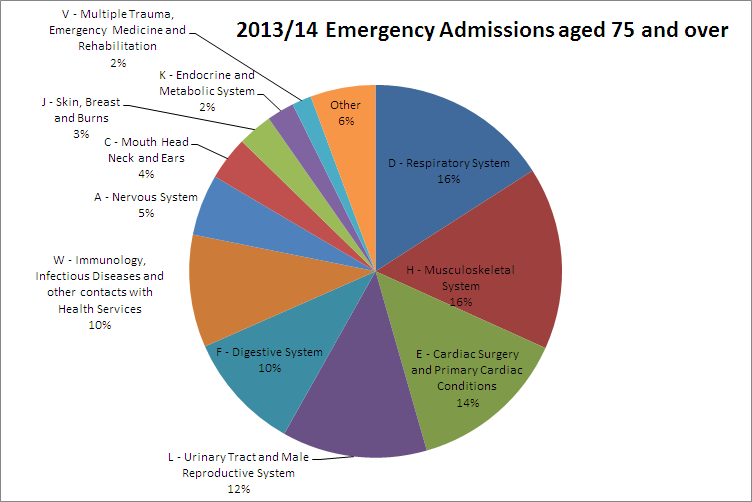 2013/14 Emergency Admissions aged 75 and over
V - Multiple Trauma,
Emergency Medicine and
Rehabilitation
2%
K - Endocrine and
Metabolic System
2%
J - Skin, Breast
and Burns
3%
C - Mouth Head
Neck and Ears
4%
A - Nervous System
5%
W - Immunology,
Infectious Diseases and
other contacts with
Health Services
10%
F - Digestive System
10%
L - Urinary Tract and Male
Reproductive System
12%
E - Cardiac Surgery
and Primary Cardiac
Conditions
14%
H - Musculoskeletal
System
16%
D - Respiratory System
16%
Other
6%